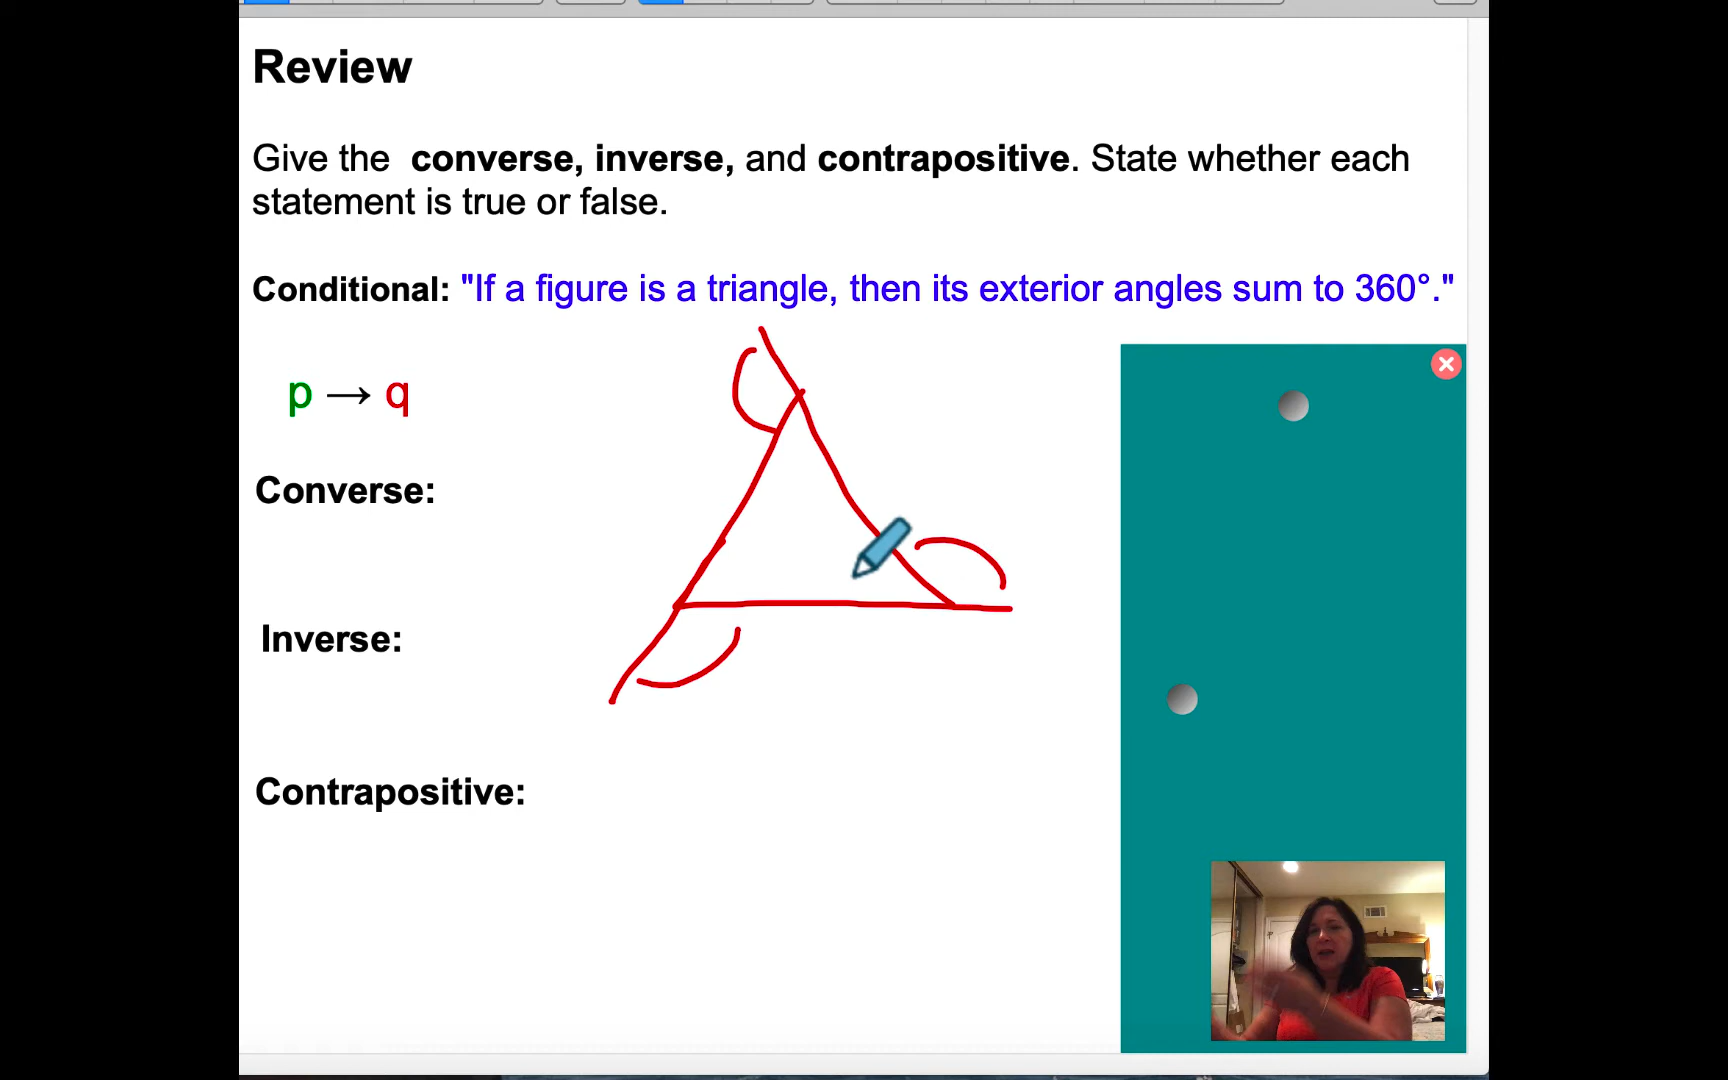 Review
Give the converse, inverse, and contrapositive. State whether each
statement is true or false.
Conditional: "If a figure is a triangle, then its exterior angles sum to 360°."
p → q
Converse:
Inverse:
Contrapositive: